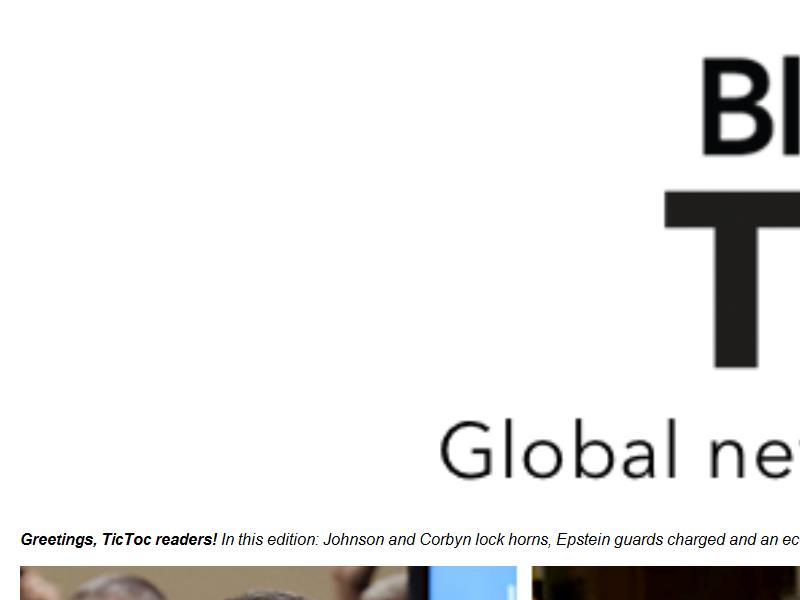 Bl
T
Global ne
Greetings, TicToc readers! In this edition: Johnson and Corbyn lock horns, Epstein guards charged and an ec